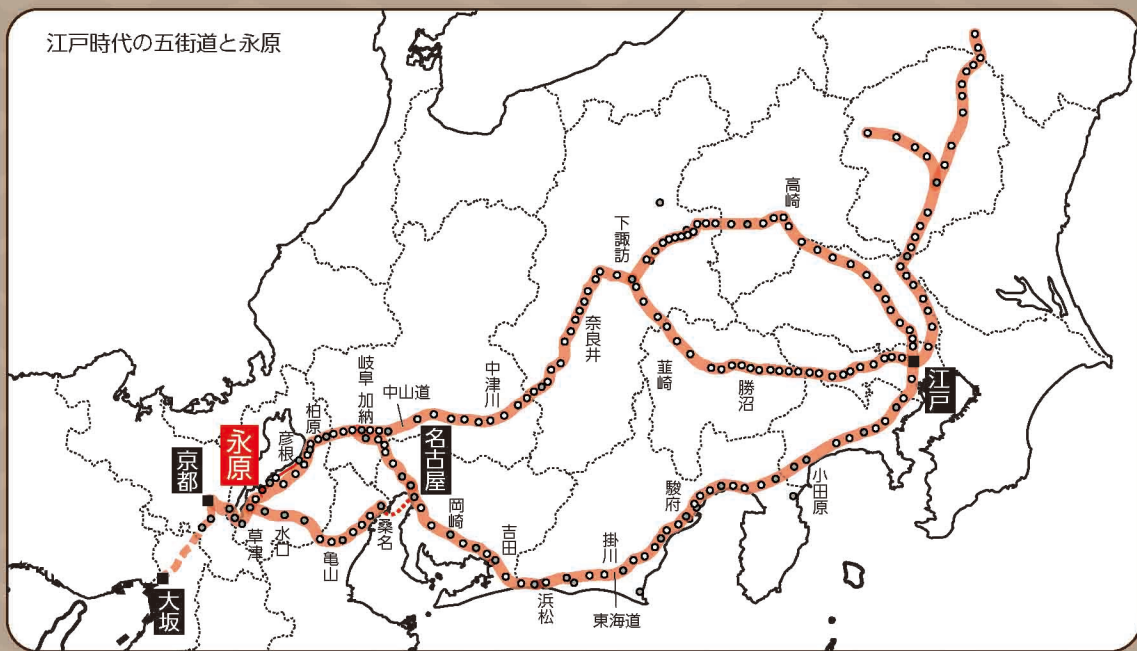 江戸時代の五街道と永原
高崎
下諏訪
奈良井
韮崎
勝沼
江戸
中津川
中山道
岐阜
加納
柏原
彦根
永原
京都
名古屋
草津
水口
亀山
桑名
岡崎
吉田
浜松
掛川
東海道
駿府
小田原
大坂